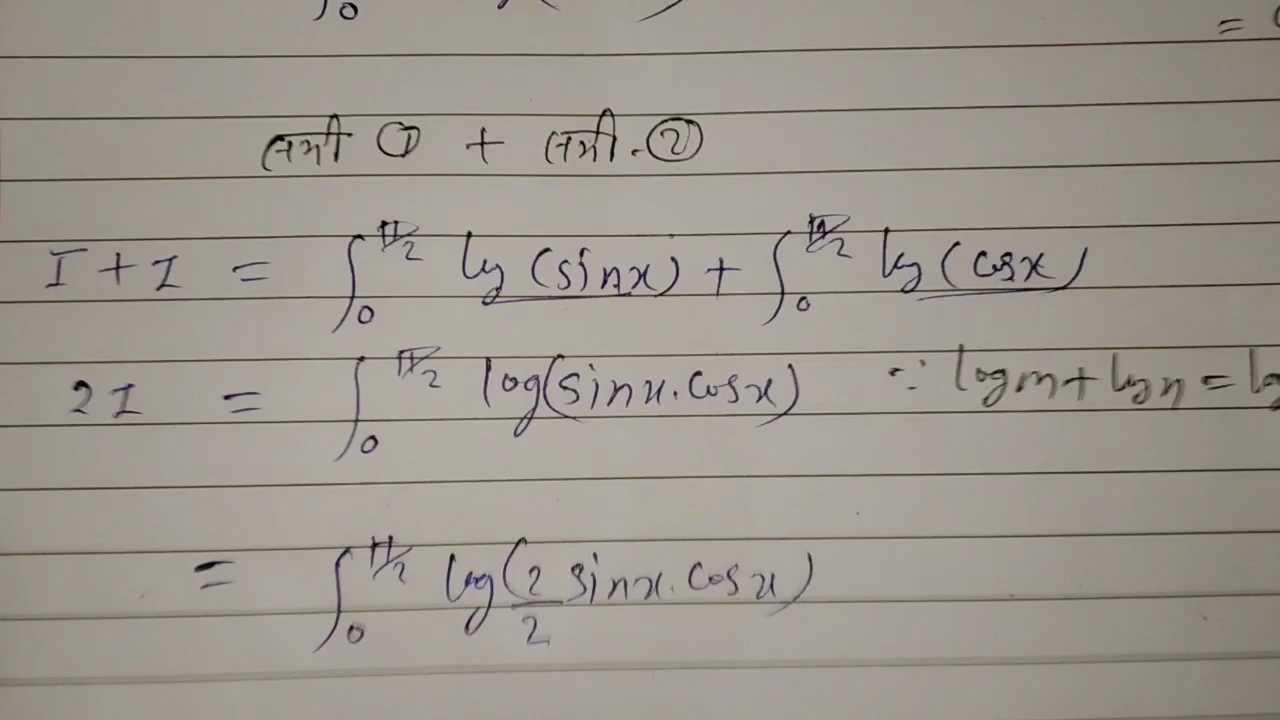 ∫₀
= 
समी ① + समी. ②
I + I = ∫₀^{π/2} log (sinx) + ∫₀^{π/2} log (cosx)
2I = ∫₀^{π/2} log(sinx.cosx) ∵ logm + logn = lo
= ∫₀^{π/2} log(2/2 sinx.cosx)